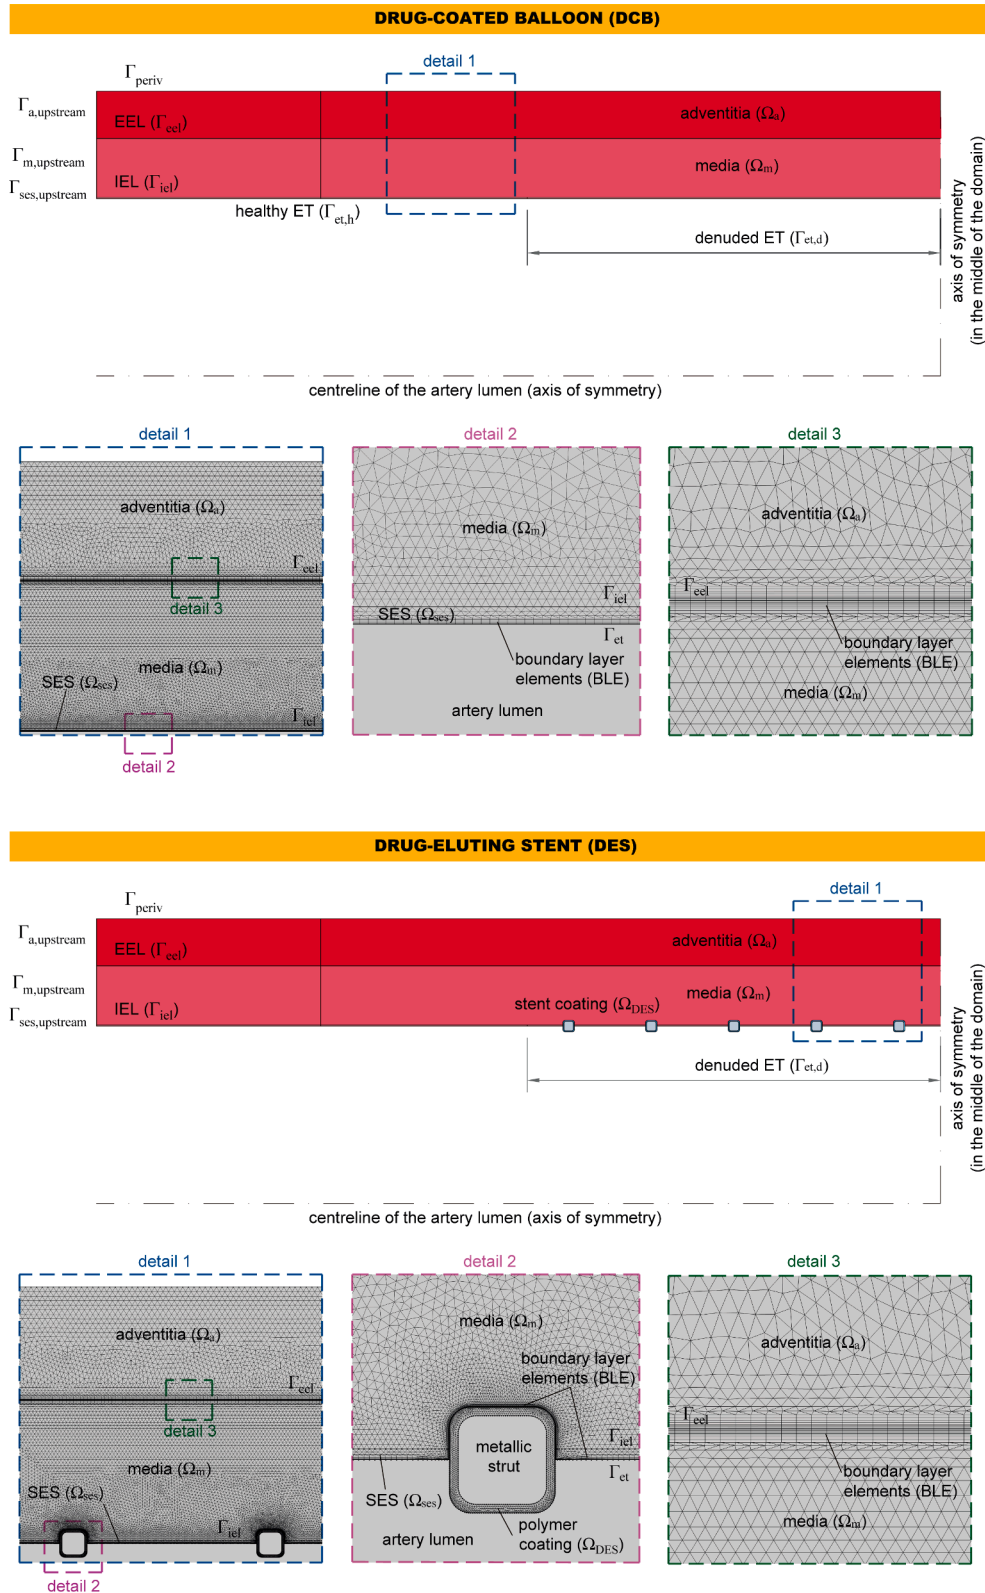 DRUG-COATED BALLOON (DCB)
detail 1
Γperiv
Γa,upstream
EEL (Γeel)
adventitia (Ωa)
Γm,upstream
IEL (Γiel)
media (Ωm)
Γses,upstream
healthy ET (Γet,h)
denuded ET (Γet,d)
axis of symmetry
(in the middle of the domain)
centreline of the artery lumen (axis of symmetry)
detail 1
adventitia (Ωa)
Γeel
detail 3
media (Ωm)
SES (Ωses)
Γiel
detail 2
detail 2
media (Ωm)
Γiel
SES (Ωses)
Γet
boundary layer
elements (BLE)
artery lumen
detail 3
adventitia (Ωa)
Γeel
boundary layer
elements (BLE)
media (Ωm)
DRUG-ELUTING STENT (DES)
detail 1
Γperiv
Γa,upstream
EEL (Γeel)
adventitia (Ωa)
Γm,upstream
IEL (Γiel)
media (Ωm)
stent coating (ΩDES)
Γses,upstream
denuded ET (Γet,d)
axis of symmetry
(in the middle of the domain)
centreline of the artery lumen (axis of symmetry)
detail 1
adventitia (Ωa)
Γeel
detail 3
media (Ωm)
SES (Ωses)
Γiel
detail 2
detail 2
media (Ωm)
boundary layer
elements (BLE)
metallic
strut
Γiel
Γet
SES (Ωses)
artery lumen
polymer
coating (ΩDES)
detail 3
adventitia (Ωa)
Γeel
boundary layer
elements (BLE)
media (Ωm)